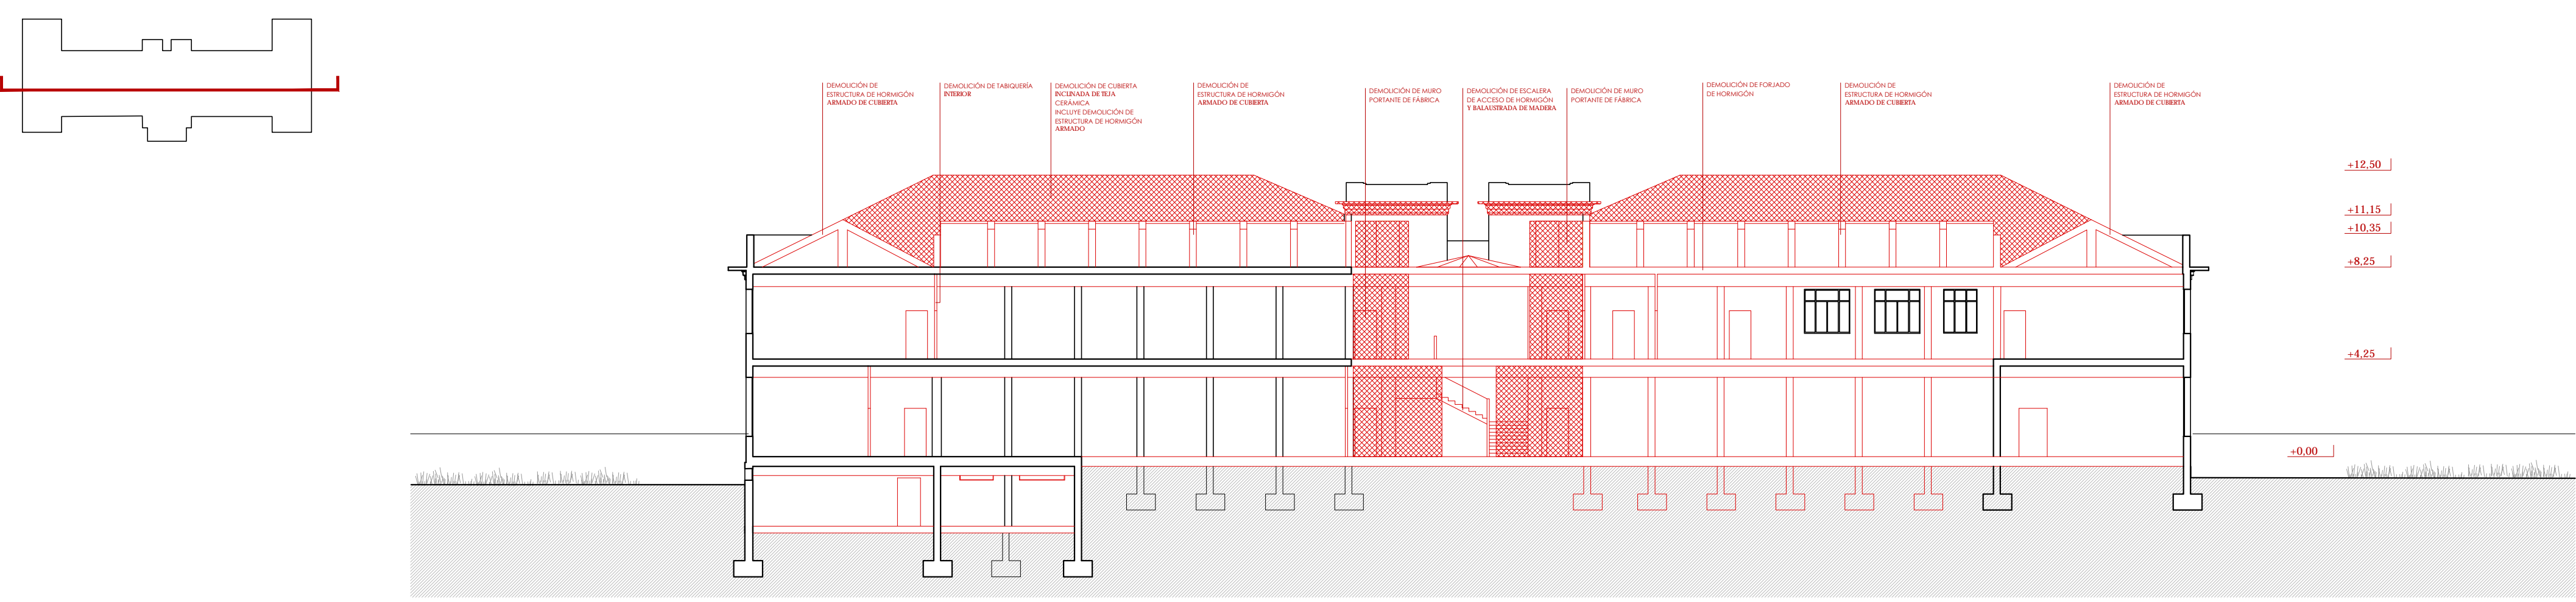 DEMOLICIÓN DE
ESTRUCTURA DE HORMIGÓN
ARMADO DE CUBIERTA
DEMOLICIÓN DE TABIQUERÍA
INTERIOR
DEMOLICIÓN DE CUBIERTA
INCLINADA DE TEJA
CERÁMICA
INCLUYE DEMOLICIÓN DE
ESTRUCTURA DE HORMIGÓN
ARMADO
DEMOLICIÓN DE
ESTRUCTURA DE HORMIGÓN
ARMADO DE CUBIERTA
DEMOLICIÓN DE MURO
PORTANTE DE FÁBRICA
DEMOLICIÓN DE ESCALERA
DE ACCESO DE HORMIGÓN
Y BALAUSTRADA DE MADERA
DEMOLICIÓN DE MURO
PORTANTE DE FÁBRICA
DEMOLICIÓN DE FORJADO
DE HORMIGÓN
DEMOLICIÓN DE
ESTRUCTURA DE HORMIGÓN
ARMADO DE CUBIERTA
DEMOLICIÓN DE
ESTRUCTURA DE HORMIGÓN
ARMADO DE CUBIERTA
+12,50
+11,15
+10,35
+8,25
+4,25
+0,00